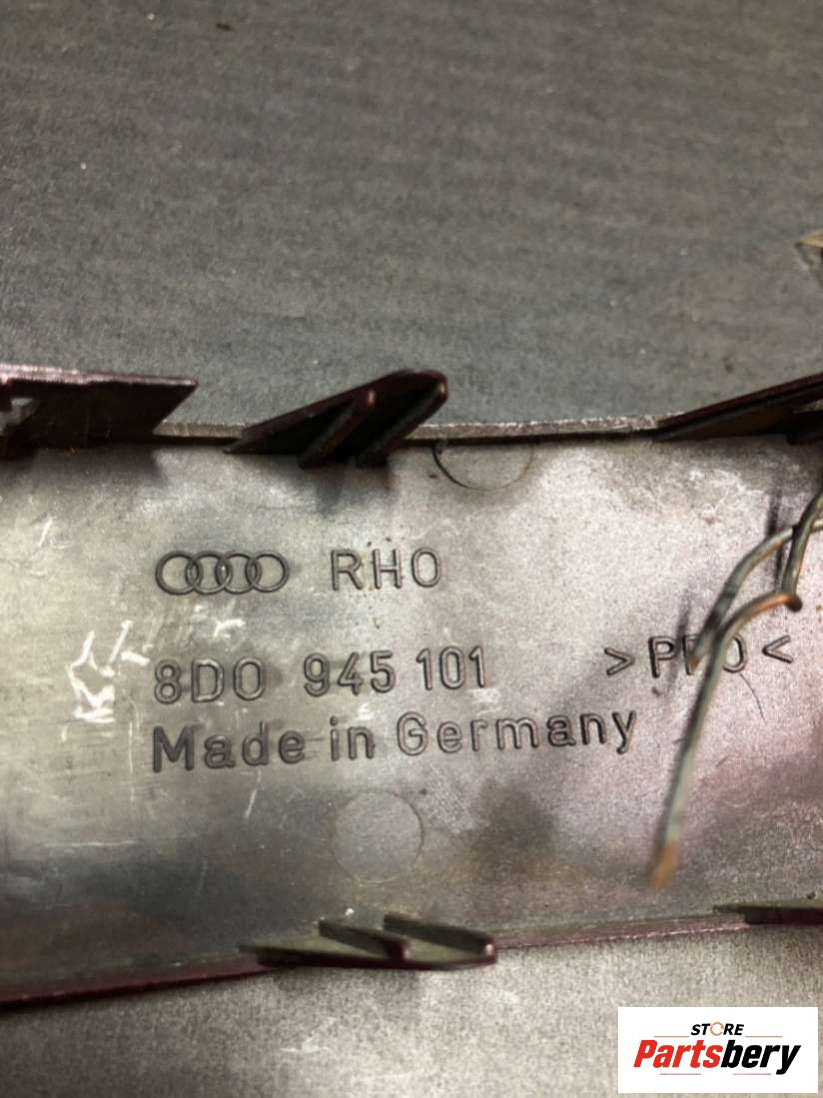 RHO
8D0 945 101
Made in Germany
STORE
Partsbery